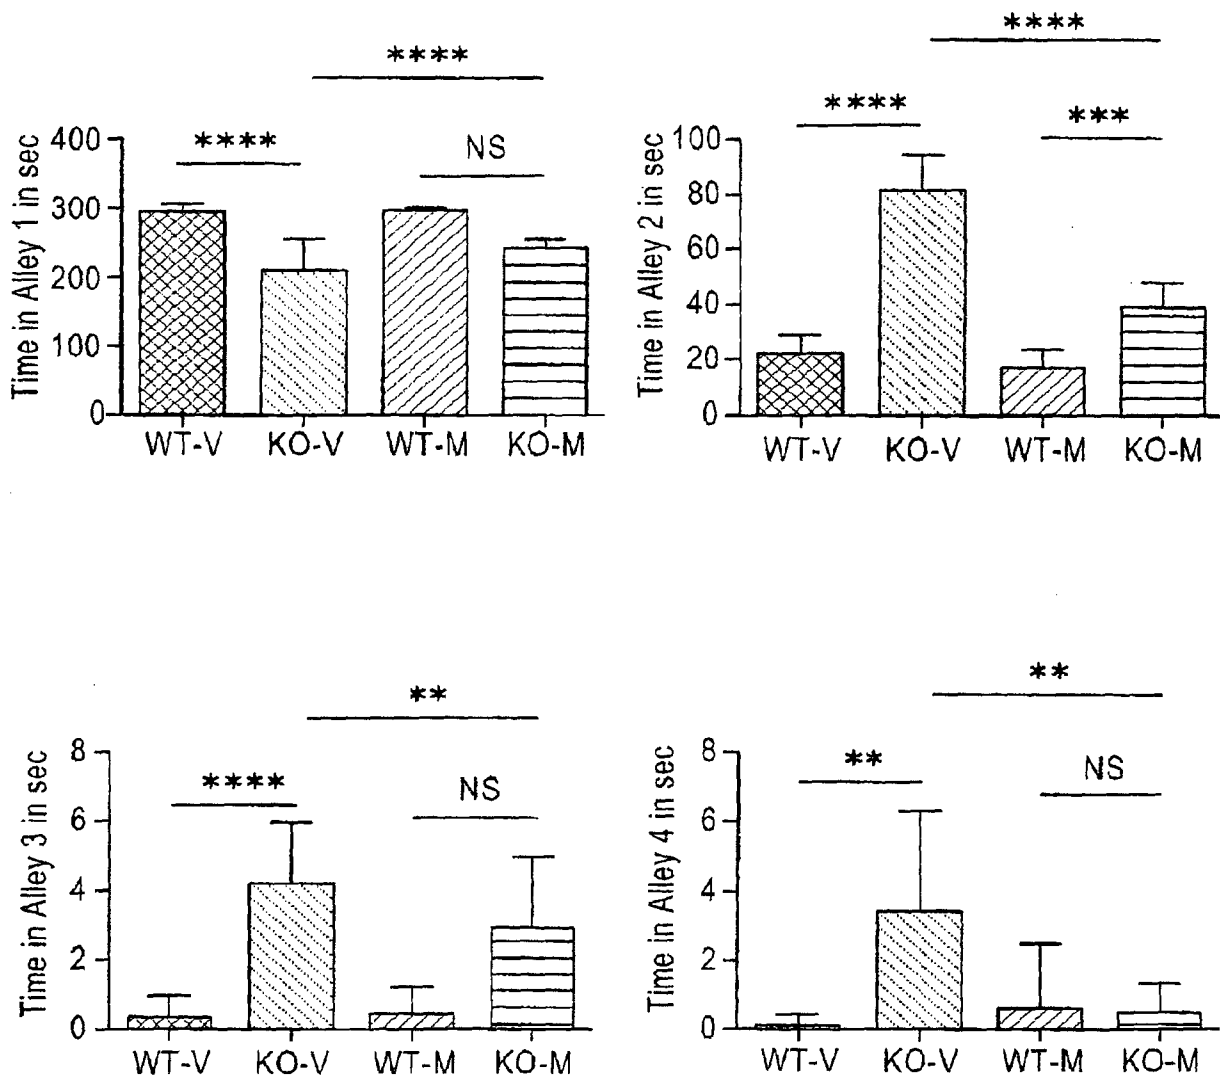 ****
**** NS
Time in Alley 1 in sec
400
300
200
100
0
WT-V KO-V WT-M KO-M
****
**** ***
Time in Alley 2 in sec
100
80
60
40
20
0
WT-V KO-V WT-M KO-M
**
**** NS
Time in Alley 3 in sec
8
6
4
2
0
WT-V KO-V WT-M KO-M
**
** NS
Time in Alley 4 in sec
8
6
4
2
0
WT-V KO-V WT-M KO-M